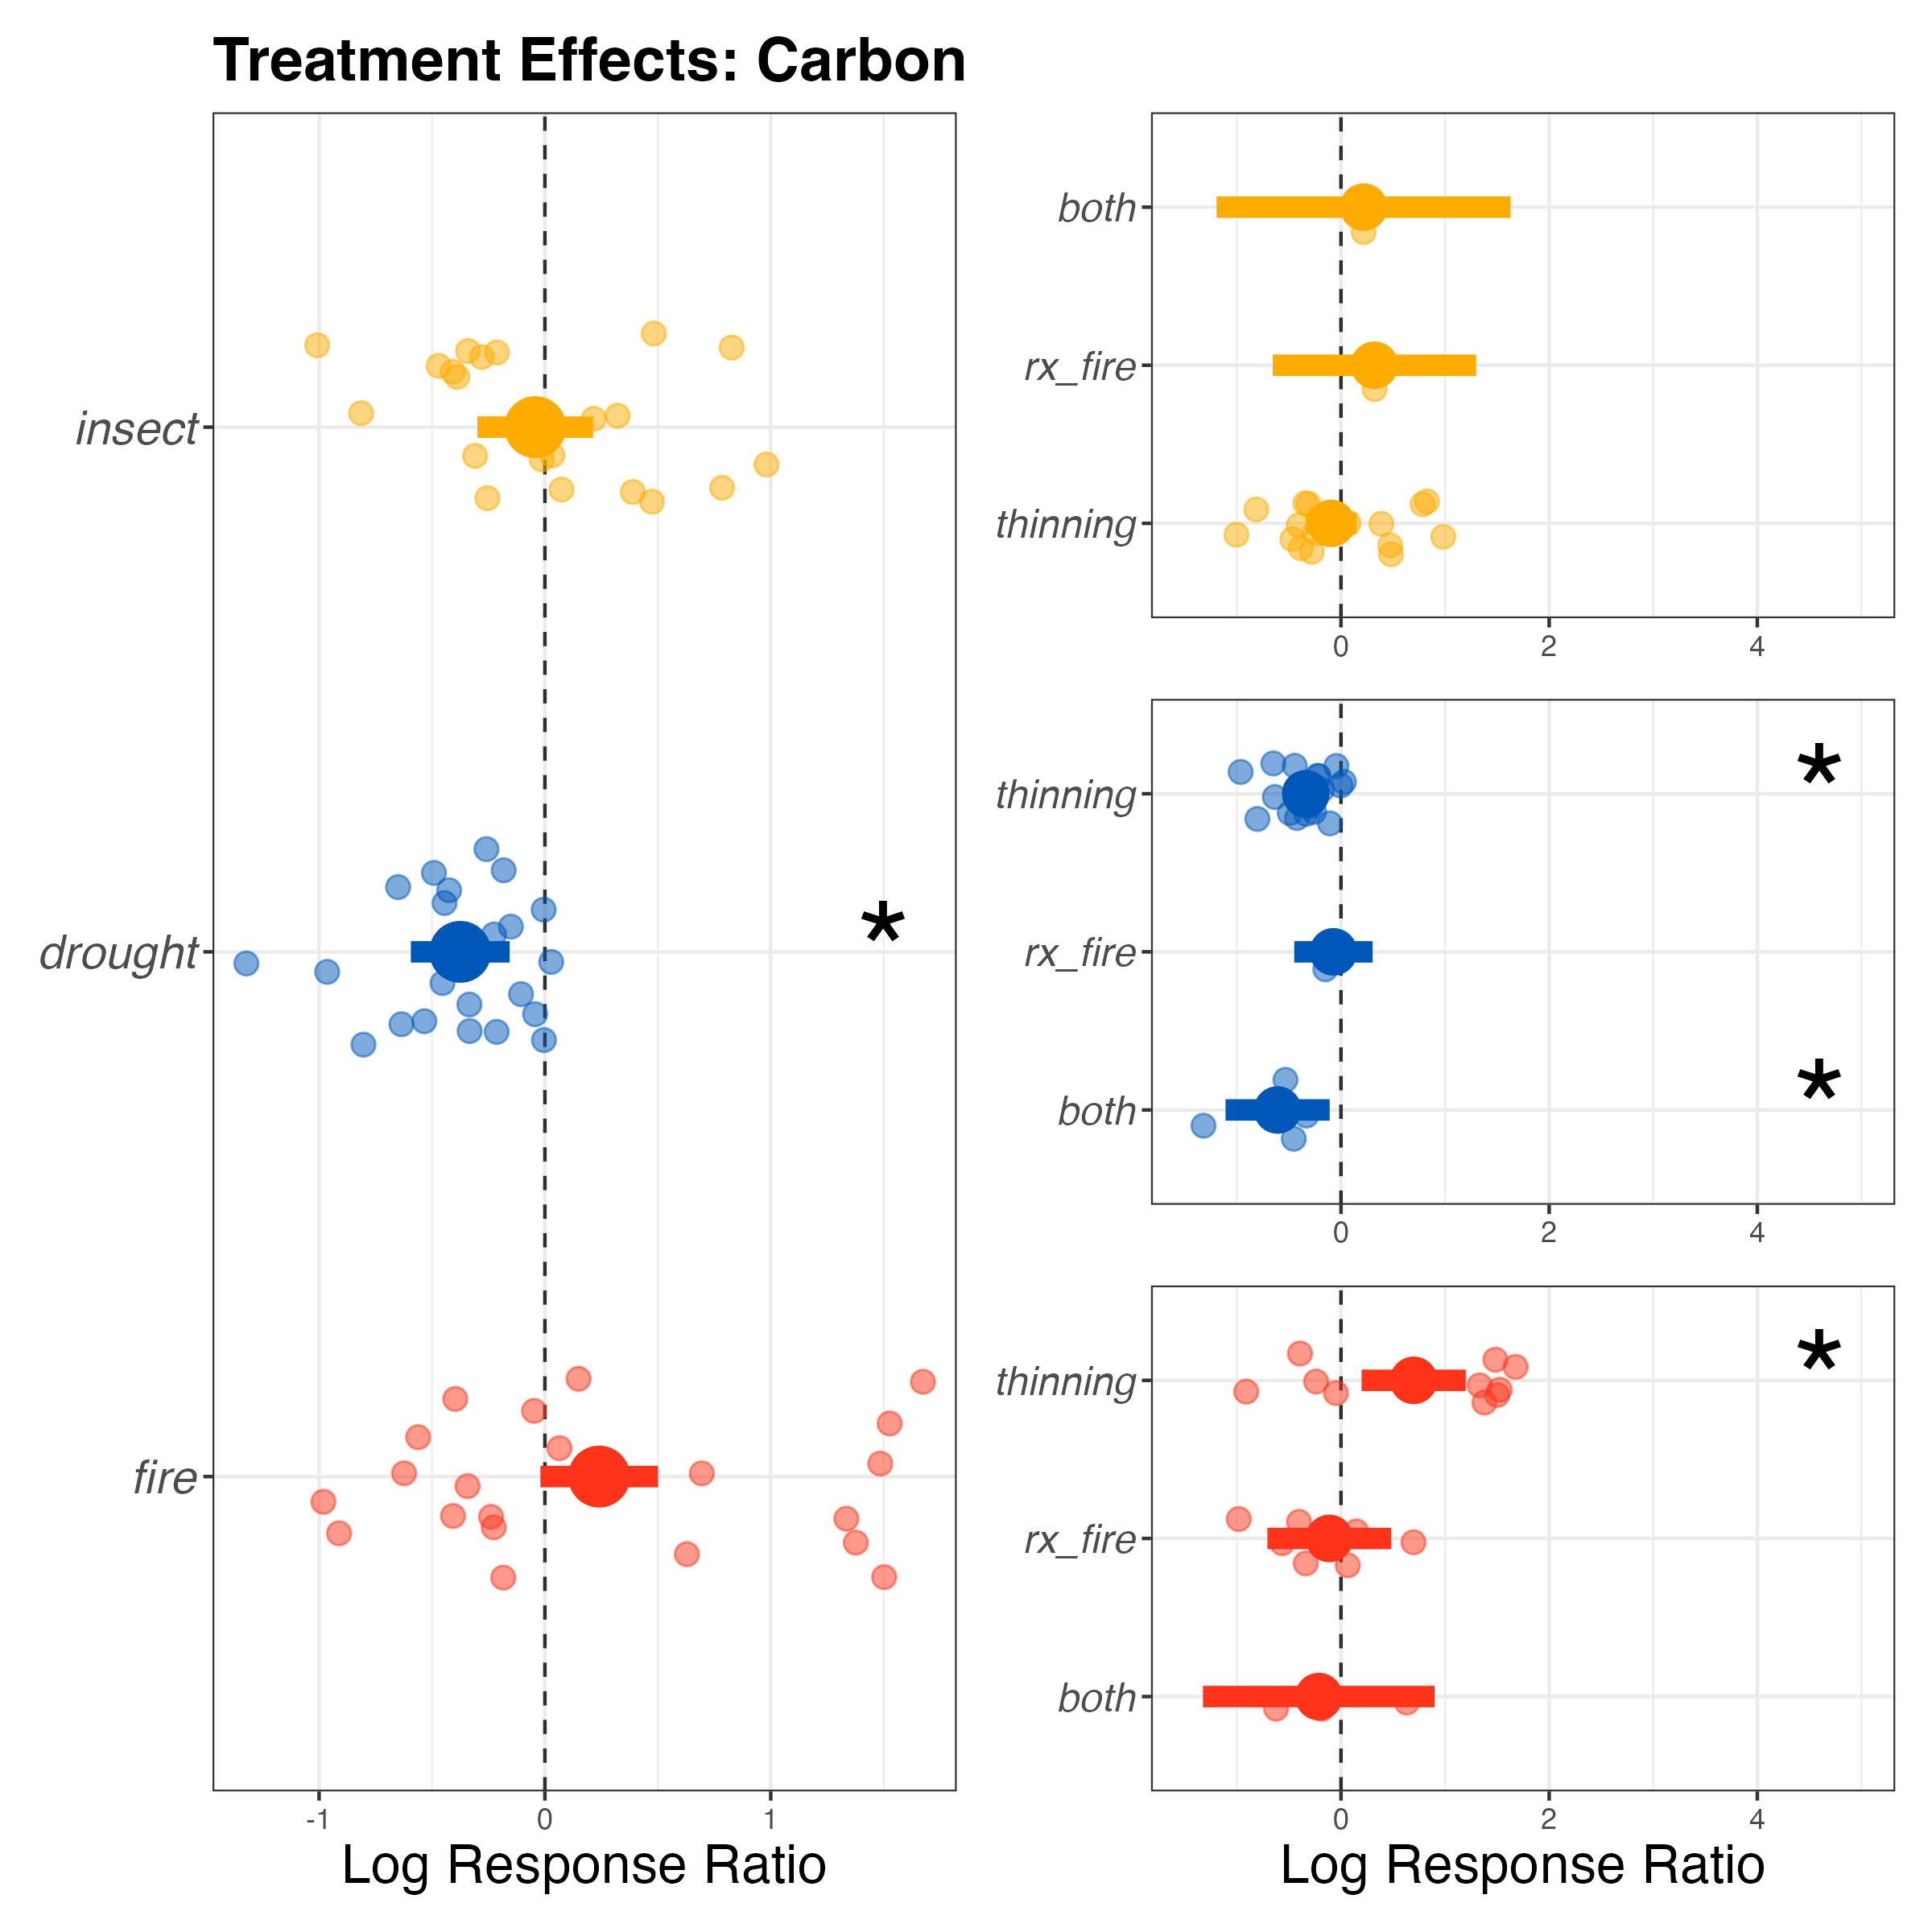 Treatment Effects: Carbon
insect
drought
*
fire
-1 0 1
Log Response Ratio
both
rx_fire
thinning
0 2 4
thinning
*
rx_fire
both
*
0 2 4
thinning
*
rx_fire
both
0 2 4
Log Response Ratio